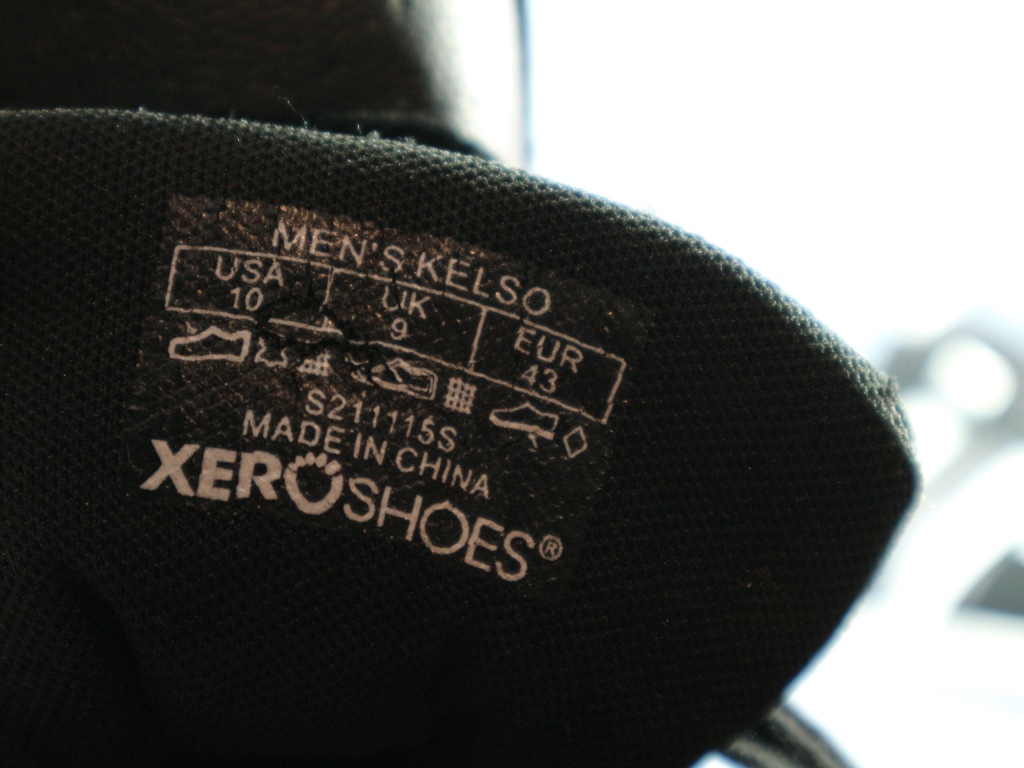 MEN'S KELSO
USA UK EUR
10 9 43
S211115S
MADE IN CHINA
XEROSHOES®